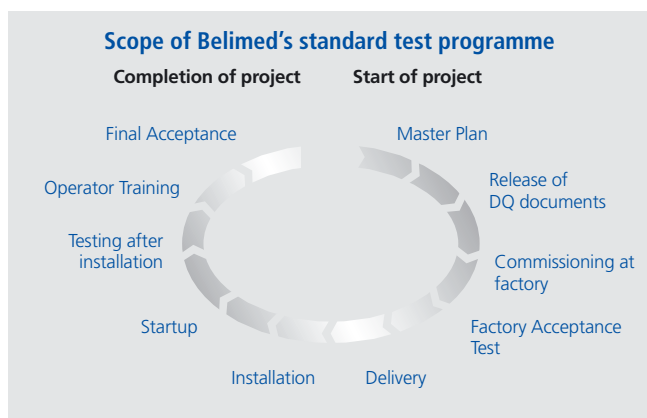 Scope of Belimed's standard test programme
Completion of project
Start of project
Final Acceptance
Master Plan
Operator Training
Release of
DQ documents
Testing after
installation
Commissioning at
factory
Startup
Factory Acceptance
Test
Installation
Delivery